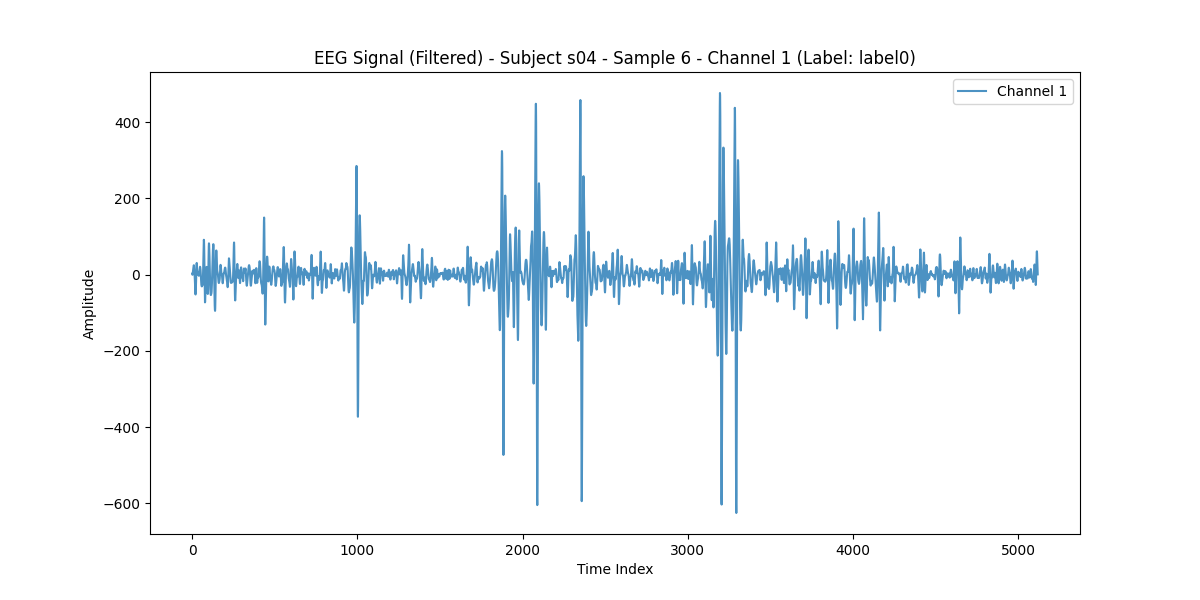 EEG Signal (Filtered) - Subject s04 - Sample 6 - Channel 1 (Label: label0)
Channel 1
400
200
0
−200
−400
−600
Amplitude
0 1000 2000 3000 4000 5000
Time Index